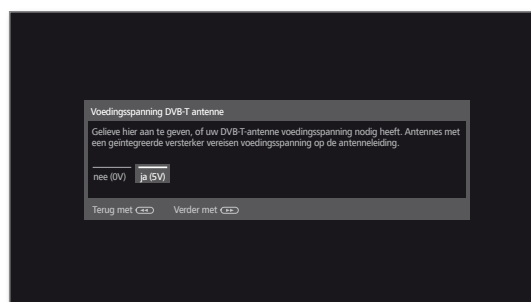 Voedingsspanning DVB-T antenne
Gelieve hier aan te geven, of uw DVB-T-antenne voedingsspanning nodig heeft. Antennes met
een geïntegreerde versterker vereisen voedingsspanning op de antenneleiding.
nee (0V) ja (5V)
Terug met Verder met